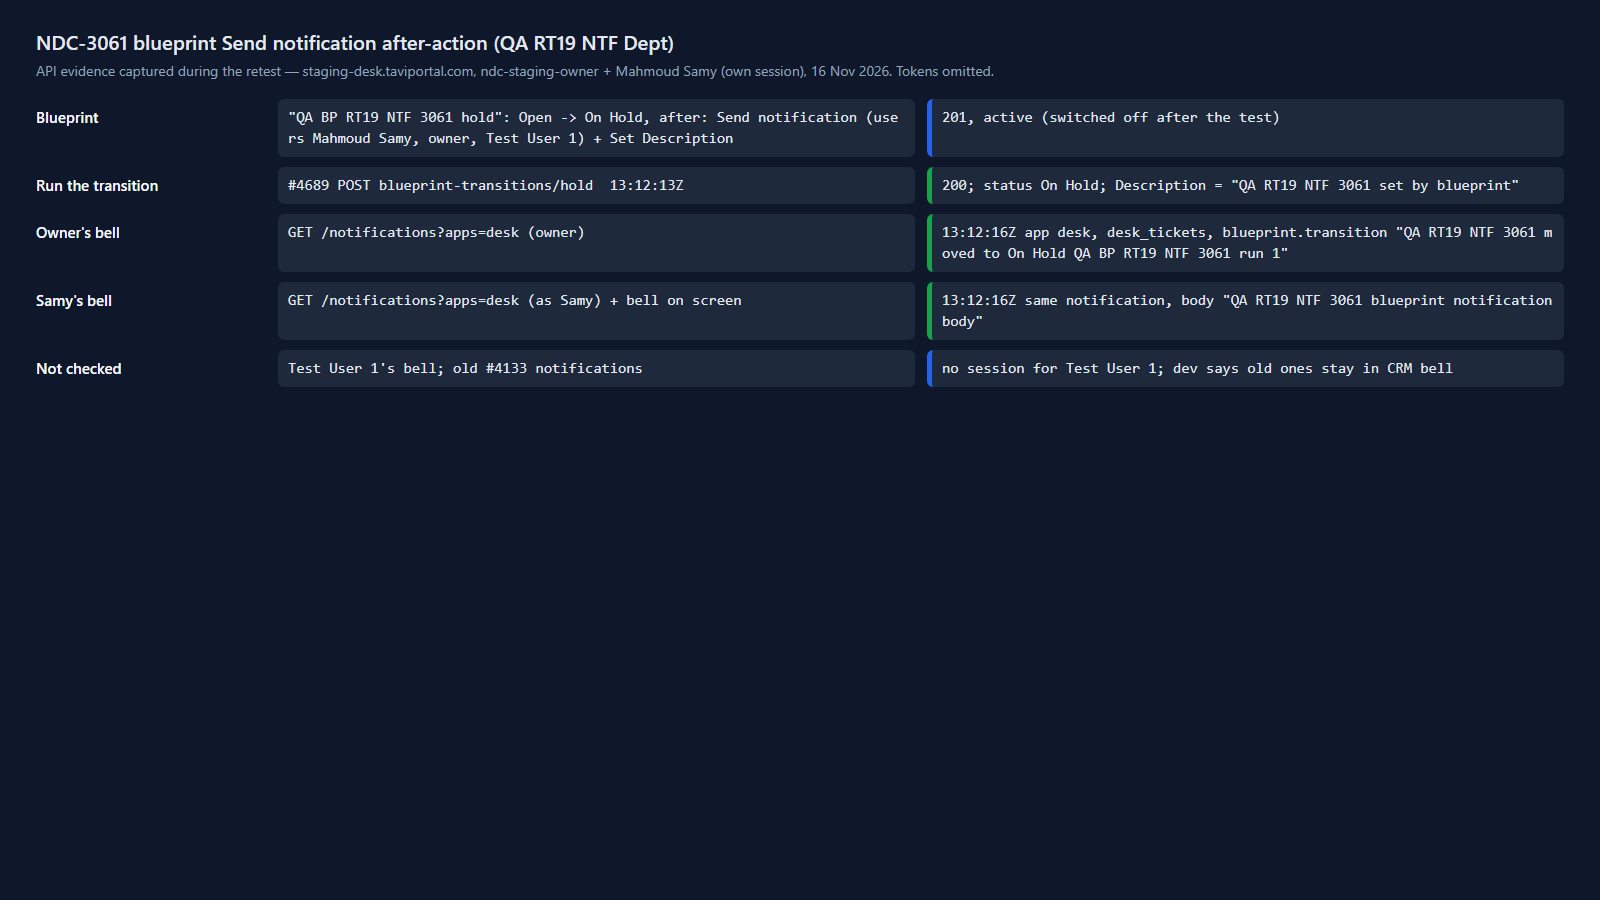 NDC-3061 blueprint Send notification after-action (QA RT19 NTF Dept)
API evidence captured during the retest — staging-desk.taviportal.com, ndc-staging-owner + Mahmoud Samy (own session), 16 Nov 2026. Tokens omitted.
Blueprint
"QA BP RT19 NTF 3061 hold": Open -> On Hold, after: Send notification (use
rs Mahmoud Samy, owner, Test User 1) + Set Description
201, active (switched off after the test)
Run the transition
#4689 POST blueprint-transitions/hold  13:12:13Z
200; status On Hold; Description = "QA RT19 NTF 3061 set by blueprint"
Owner's bell
GET /notifications?apps=desk (owner)
13:12:16Z app desk, desk_tickets, blueprint.transition "QA RT19 NTF 3061 m
oved to On Hold QA BP RT19 NTF 3061 run 1"
Samy's bell
GET /notifications?apps=desk (as Samy) + bell on screen
13:12:16Z same notification, body "QA RT19 NTF 3061 blueprint notification
body"
Not checked
Test User 1's bell; old #4133 notifications
no session for Test User 1; dev says old ones stay in CRM bell